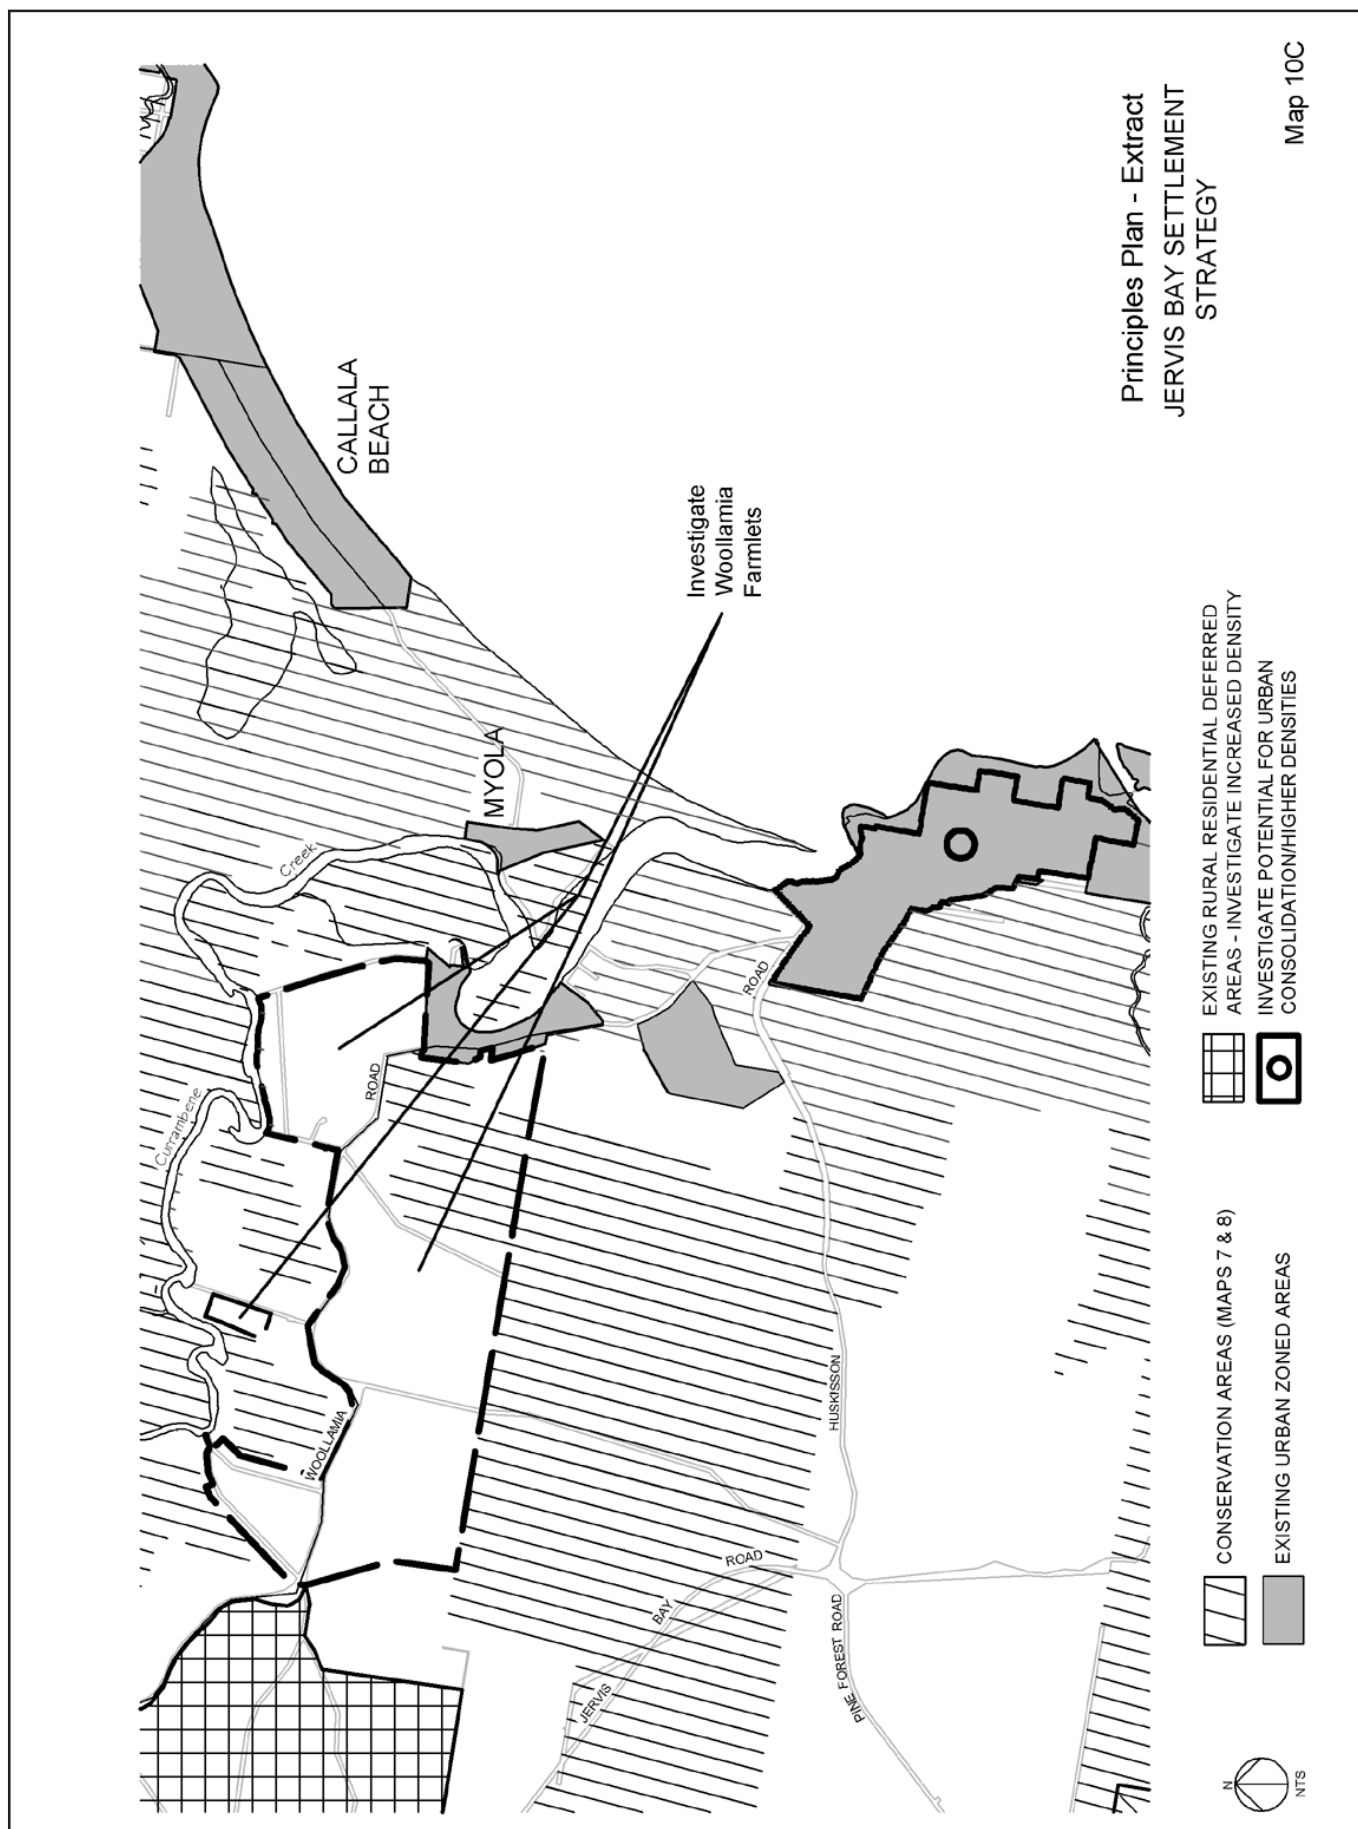 CALLALA
BEACH
MYOLA
Creek
Currambene
ROAD
WOOLLAMIA
Investigate
Woollamia
Farmlets
ROAD
HUSKISSON
JERVIS
BAY
ROAD
PINE FOREST ROAD
Principles Plan - Extract
JERVIS BAY SETTLEMENT
STRATEGY
Map 10C
N
NTS
CONSERVATION AREAS (MAPS 7 & 8)
EXISTING URBAN ZONED AREAS
EXISTING RURAL RESIDENTIAL DEFERRED
AREAS - INVESTIGATE INCREASED DENSITY
INVESTIGATE POTENTIAL FOR URBAN
CONSOLIDATION/HIGHER DENSITIES